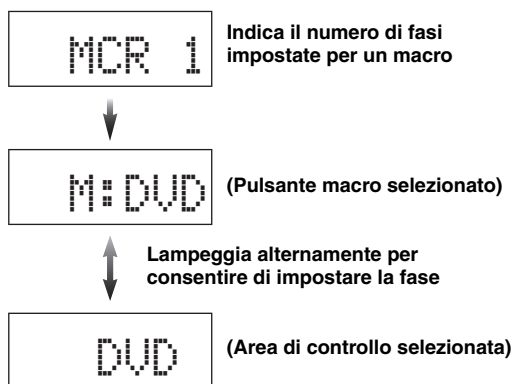 MCR 1
Indica il numero di fasi
impostate per un macro
M:DVD
(Pulsante macro selezionato)
Lampeggia alternamente per
consentire di impostare la fase
DVD
(Area di controllo selezionata)